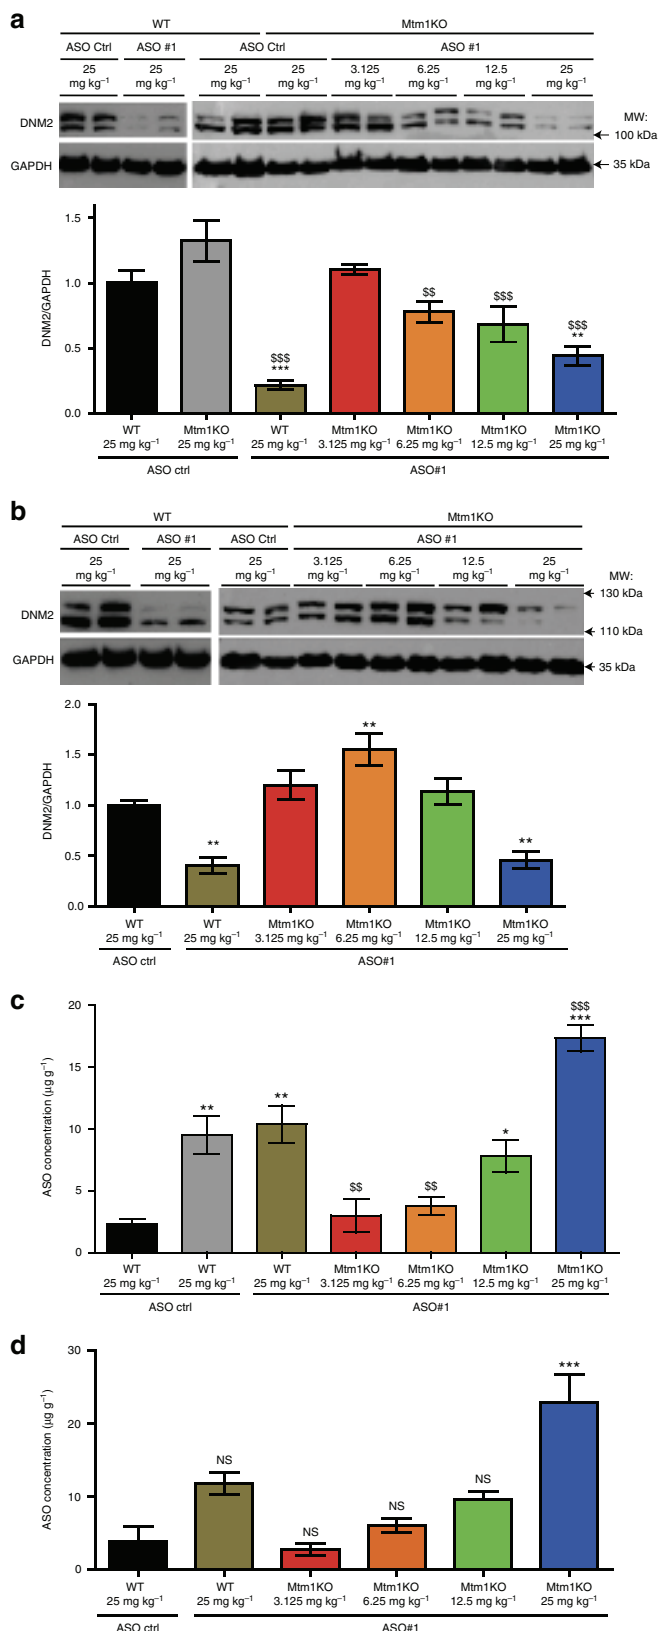 a
WT Mtm1KO
ASO Ctrl ASO #1 ASO Ctrl ASO #1
25 25 25 25 3.125 6.25 12.5 25
mg kg⁻¹ mg kg⁻¹ mg kg⁻¹ mg kg⁻¹ mg kg⁻¹ mg kg⁻¹ mg kg⁻¹ mg kg⁻¹
DNM2 MW:
100 kDa
GAPDH 35 kDa
DNM2/GAPDH
1.5
1.0
0.5
0.0
$$$
***
$$
$$$
$$$
**
WT Mtm1KO WT Mtm1KO Mtm1KO Mtm1KO Mtm1KO
25 mg kg⁻¹ 25 mg kg⁻¹ 25 mg kg⁻¹ 3.125 mg kg⁻¹ 6.25 mg kg⁻¹ 12.5 mg kg⁻¹ 25 mg kg⁻¹
ASO ctrl ASO#1
b
WT Mtm1KO
ASO Ctrl ASO #1 ASO Ctrl ASO #1
25 25 25 3.125 6.25 12.5 25
mg kg⁻¹ mg kg⁻¹ mg kg⁻¹ mg kg⁻¹ mg kg⁻¹ mg kg⁻¹ mg kg⁻¹ MW:
130 kDa
DNM2
110 kDa
GAPDH 35 kDa
DNM2/GAPDH
2.0
1.5
1.0
0.5
0.0
**
**
**
WT WT Mtm1KO Mtm1KO Mtm1KO Mtm1KO
25 mg kg⁻¹ 25 mg kg⁻¹ 3.125 mg kg⁻¹ 6.25 mg kg⁻¹ 12.5 mg kg⁻¹ 25 mg kg⁻¹
ASO ctrl ASO#1
c
ASO concentration (µg g⁻¹)
20
15
10
5
0
**
**
$$
$$
*
$$$
***
WT WT WT Mtm1KO Mtm1KO Mtm1KO Mtm1KO
25 mg kg⁻¹ 25 mg kg⁻¹ 25 mg kg⁻¹ 3.125 mg kg⁻¹ 6.25 mg kg⁻¹ 12.5 mg kg⁻¹ 25 mg kg⁻¹
ASO ctrl ASO#1
d
ASO concentration (µg g⁻¹)
30
20
10
0
NS
NS
NS
NS
***
WT WT Mtm1KO Mtm1KO Mtm1KO Mtm1KO
25 mg kg⁻¹ 25 mg kg⁻¹ 3.125 mg kg⁻¹ 6.25 mg kg⁻¹ 12.5 mg kg⁻¹ 25 mg kg⁻¹
ASO ctrl ASO#1